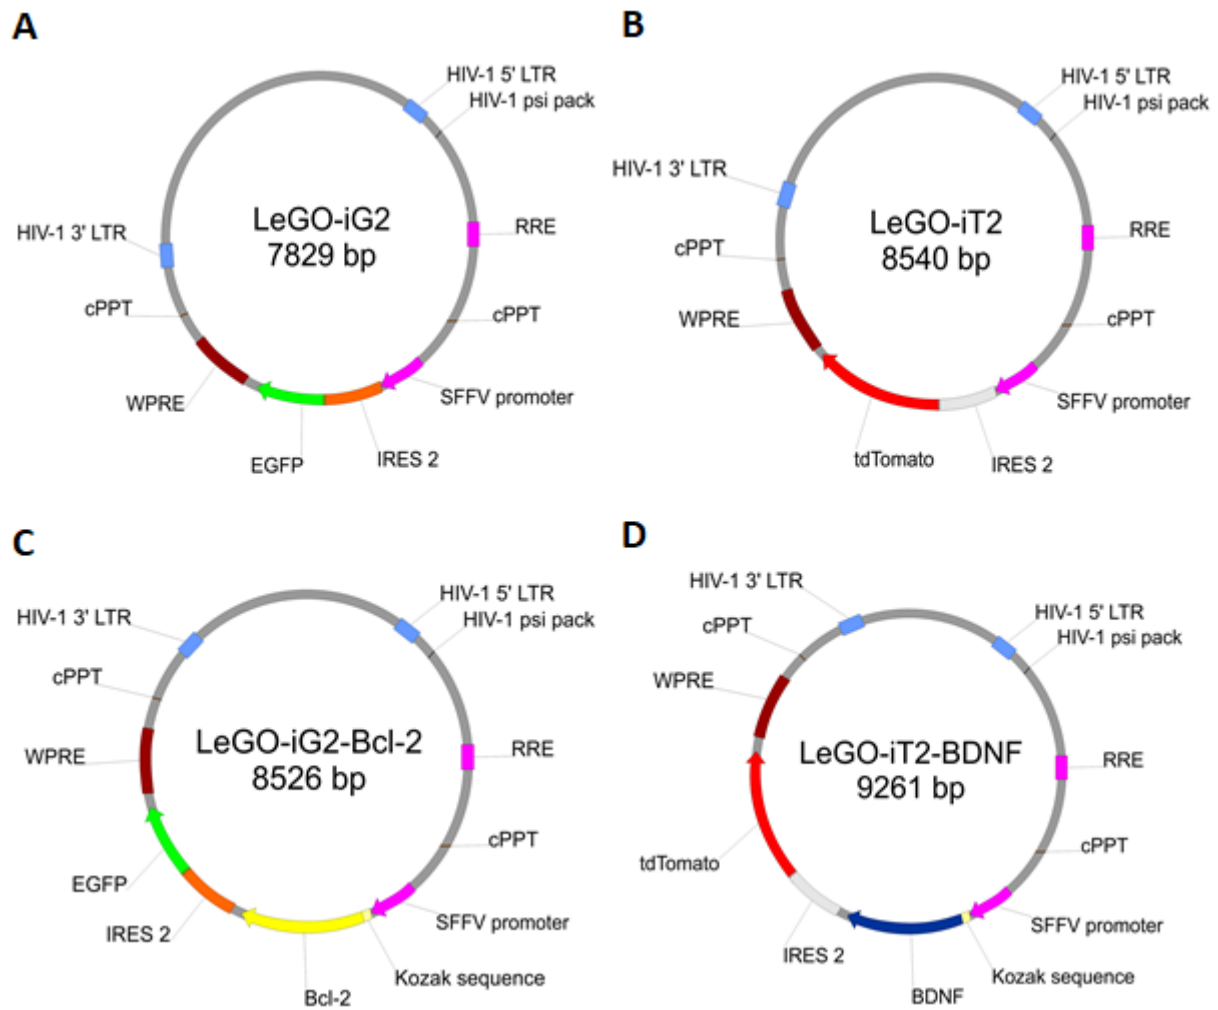 A
HIV-1 5' LTR
HIV-1 psi pack
HIV-1 3' LTR
LeGO-iG2
7829 bp
RRE
cPPT
cPPT
WPRE
SFFV promoter
EGFP
IRES 2
B
HIV-1 5' LTR
HIV-1 psi pack
HIV-1 3' LTR
LeGO-iT2
8540 bp
RRE
cPPT
cPPT
WPRE
SFFV promoter
tdTomato
IRES 2
C
HIV-1 5' LTR
HIV-1 psi pack
HIV-1 3' LTR
cPPT
LeGO-iG2-Bcl-2
8526 bp
RRE
WPRE
cPPT
EGFP
SFFV promoter
IRES 2
Kozak sequence
Bcl-2
D
HIV-1 3' LTR
HIV-1 5' LTR
cPPT
HIV-1 psi pack
WPRE
LeGO-iT2-BDNF
9261 bp
RRE
cPPT
tdTomato
SFFV promoter
IRES 2
Kozak sequence
BDNF